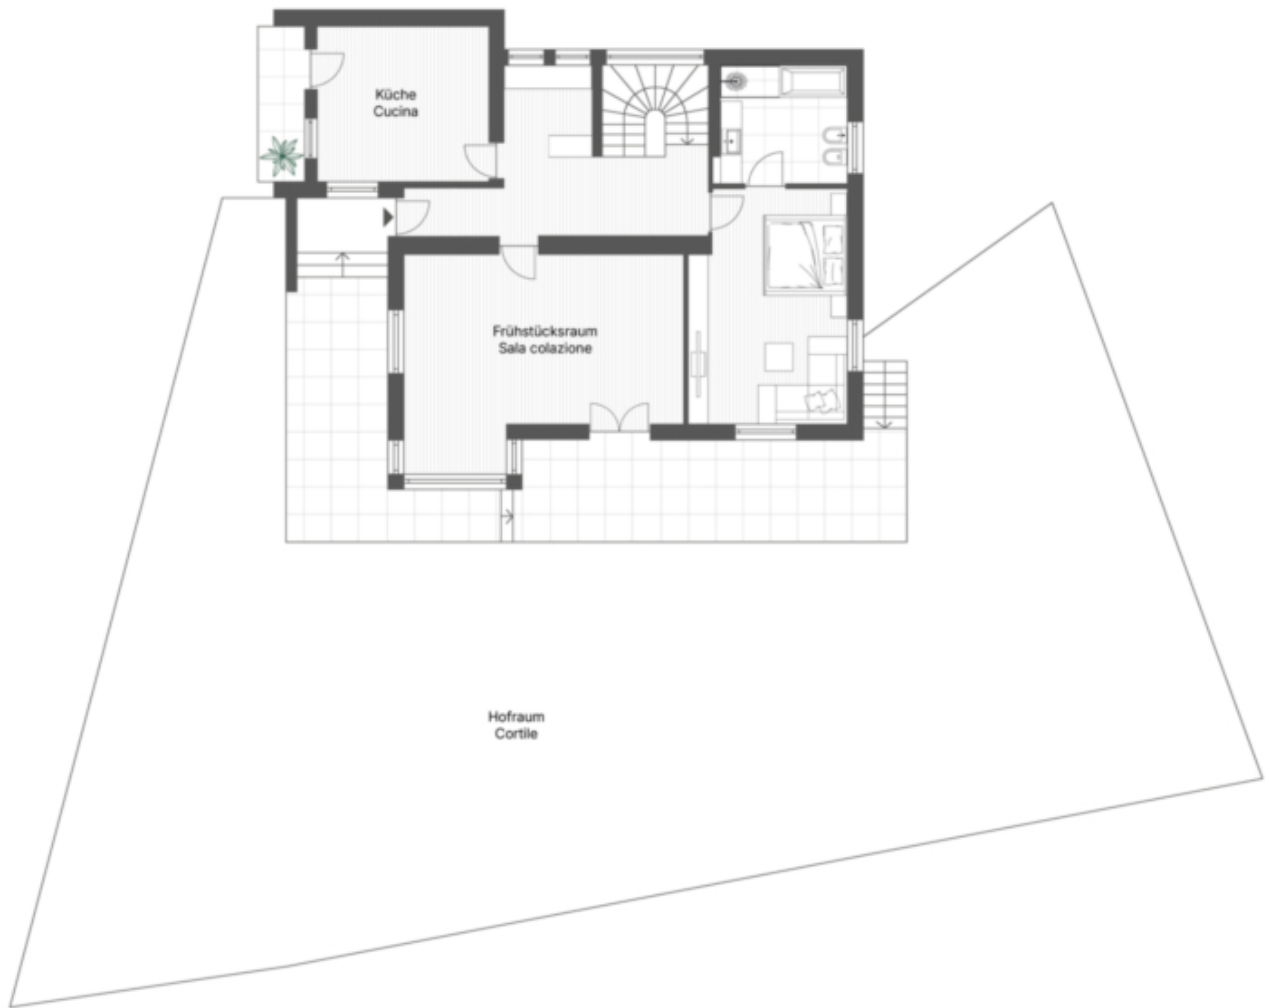 Küche
Cucina
Frühstücksraum
Sala colazione
Hofraum
Cortile